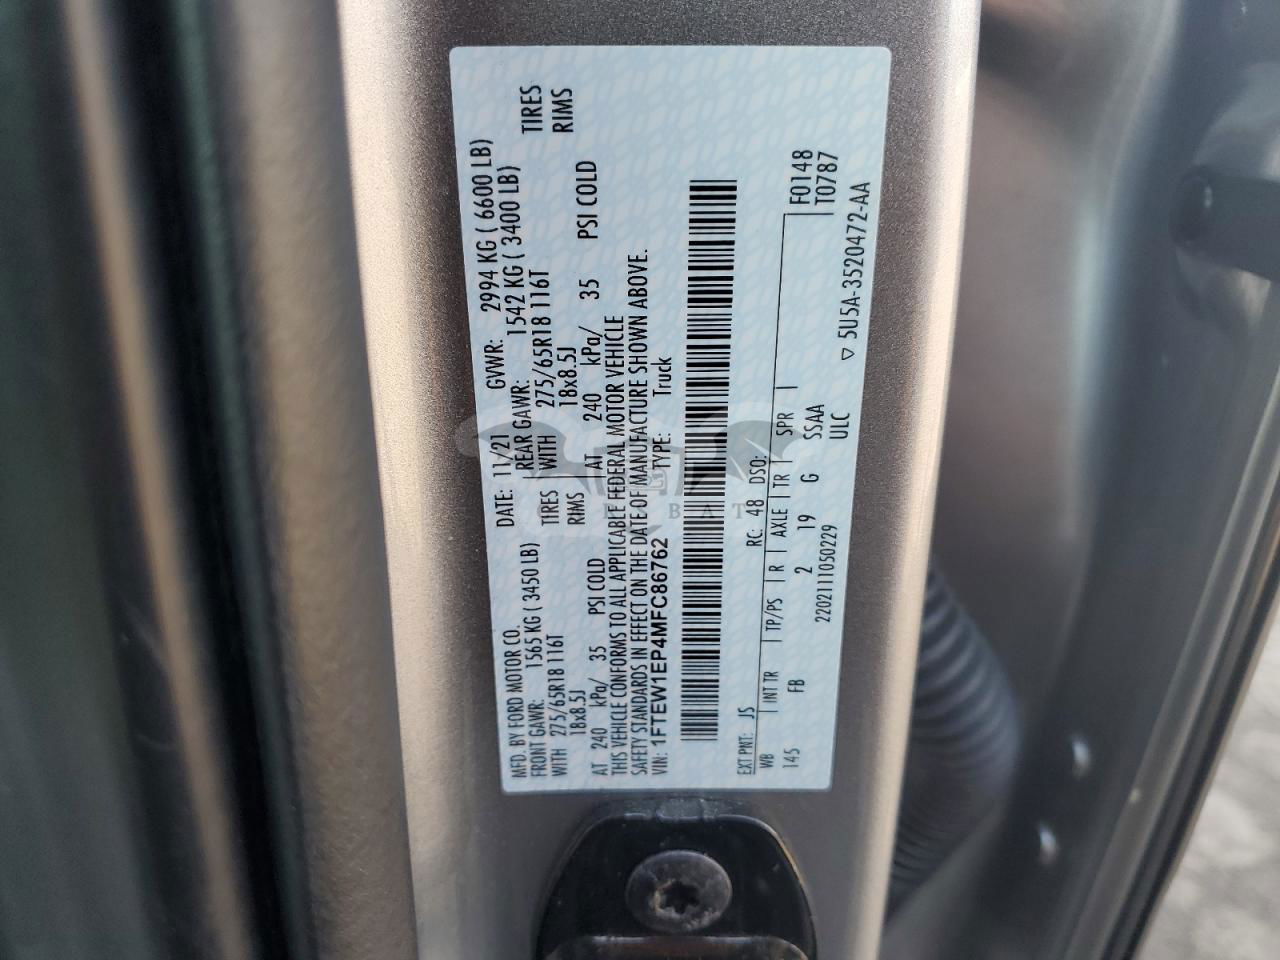 MFD. BY FORD MOTOR CO. DATE: 11/21 GVWR: 2994 KG ( 6600 LB)
FRONT GAWR: 1565 KG ( 3450 LB) REAR GAWR: 1542 KG ( 3400 LB)
WITH 275/65R18 116T TIRES WITH 275/65R18 116T TIRES
18x8.5J RIMS 18x8.5J RIMS
AT 240 kPa/ 35 PSI COLD AT 240 kPa/ 35 PSI COLD
THIS VEHICLE CONFORMS TO ALL APPLICABLE FEDERAL MOTOR VEHICLE
SAFETY STANDARDS IN EFFECT ON THE DATE OF MANUFACTURE SHOWN ABOVE.
VIN: 1FTEW1EP4MFC86762 TYPE: Truck
EXT PNT: JS RC: 48 DSO: F0148
WB INT TR TP/PS R AXLE TR SPR T0787
145 FB 2 19 G SSAA
2202111050229 ULC ▽ 5U5A-3520472-AA